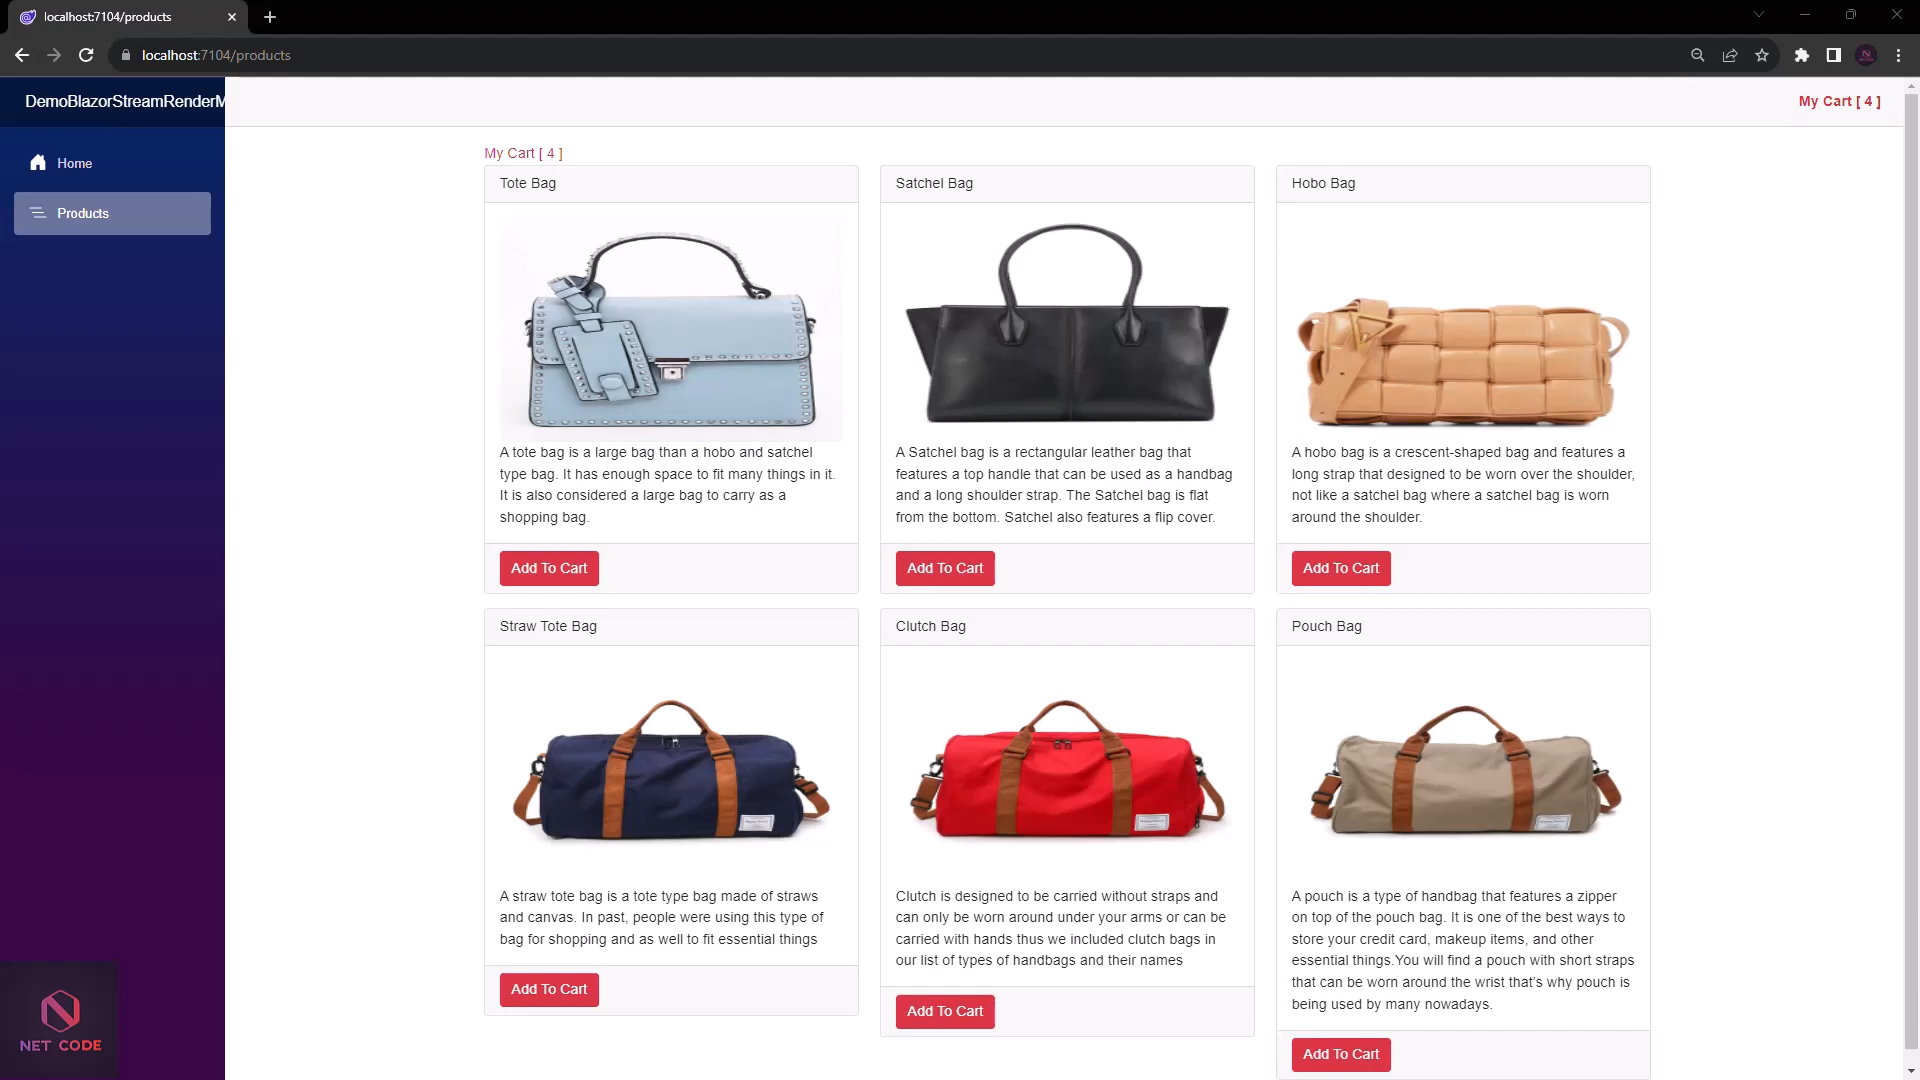 localhost:7104/products
localhost:7104/products
DemoBlazorStreamRenderM
My Cart [ 4 ]
Home
Products
My Cart [ 4 ]
Tote Bag
A tote bag is a large bag than a hobo and satchel
type bag. It has enough space to fit many things in it.
It is also considered a large bag to carry as a
shopping bag.
Add To Cart
Satchel Bag
A Satchel bag is a rectangular leather bag that
features a top handle that can be used as a handbag
and a long shoulder strap. The Satchel bag is flat
from the bottom. Satchel also features a flip cover.
Add To Cart
Hobo Bag
A hobo bag is a crescent-shaped bag and features a
long strap that designed to be worn over the shoulder,
not like a satchel bag where a satchel bag is worn
around the shoulder.
Add To Cart
Straw Tote Bag
A straw tote bag is a tote type bag made of straws
and canvas. In past, people were using this type of
bag for shopping and as well to fit essential things
Add To Cart
Clutch Bag
Clutch is designed to be carried without straps and
can only be worn around under your arms or can be
carried with hands thus we included clutch bags in
our list of types of handbags and their names
Add To Cart
Pouch Bag
A pouch is a type of handbag that features a zipper
on top of the pouch bag. It is one of the best ways to
store your credit card, makeup items, and other
essential things.You will find a pouch with short straps
that can be worn around the wrist that's why pouch is
being used by many nowadays.
Add To Cart
NET CODE